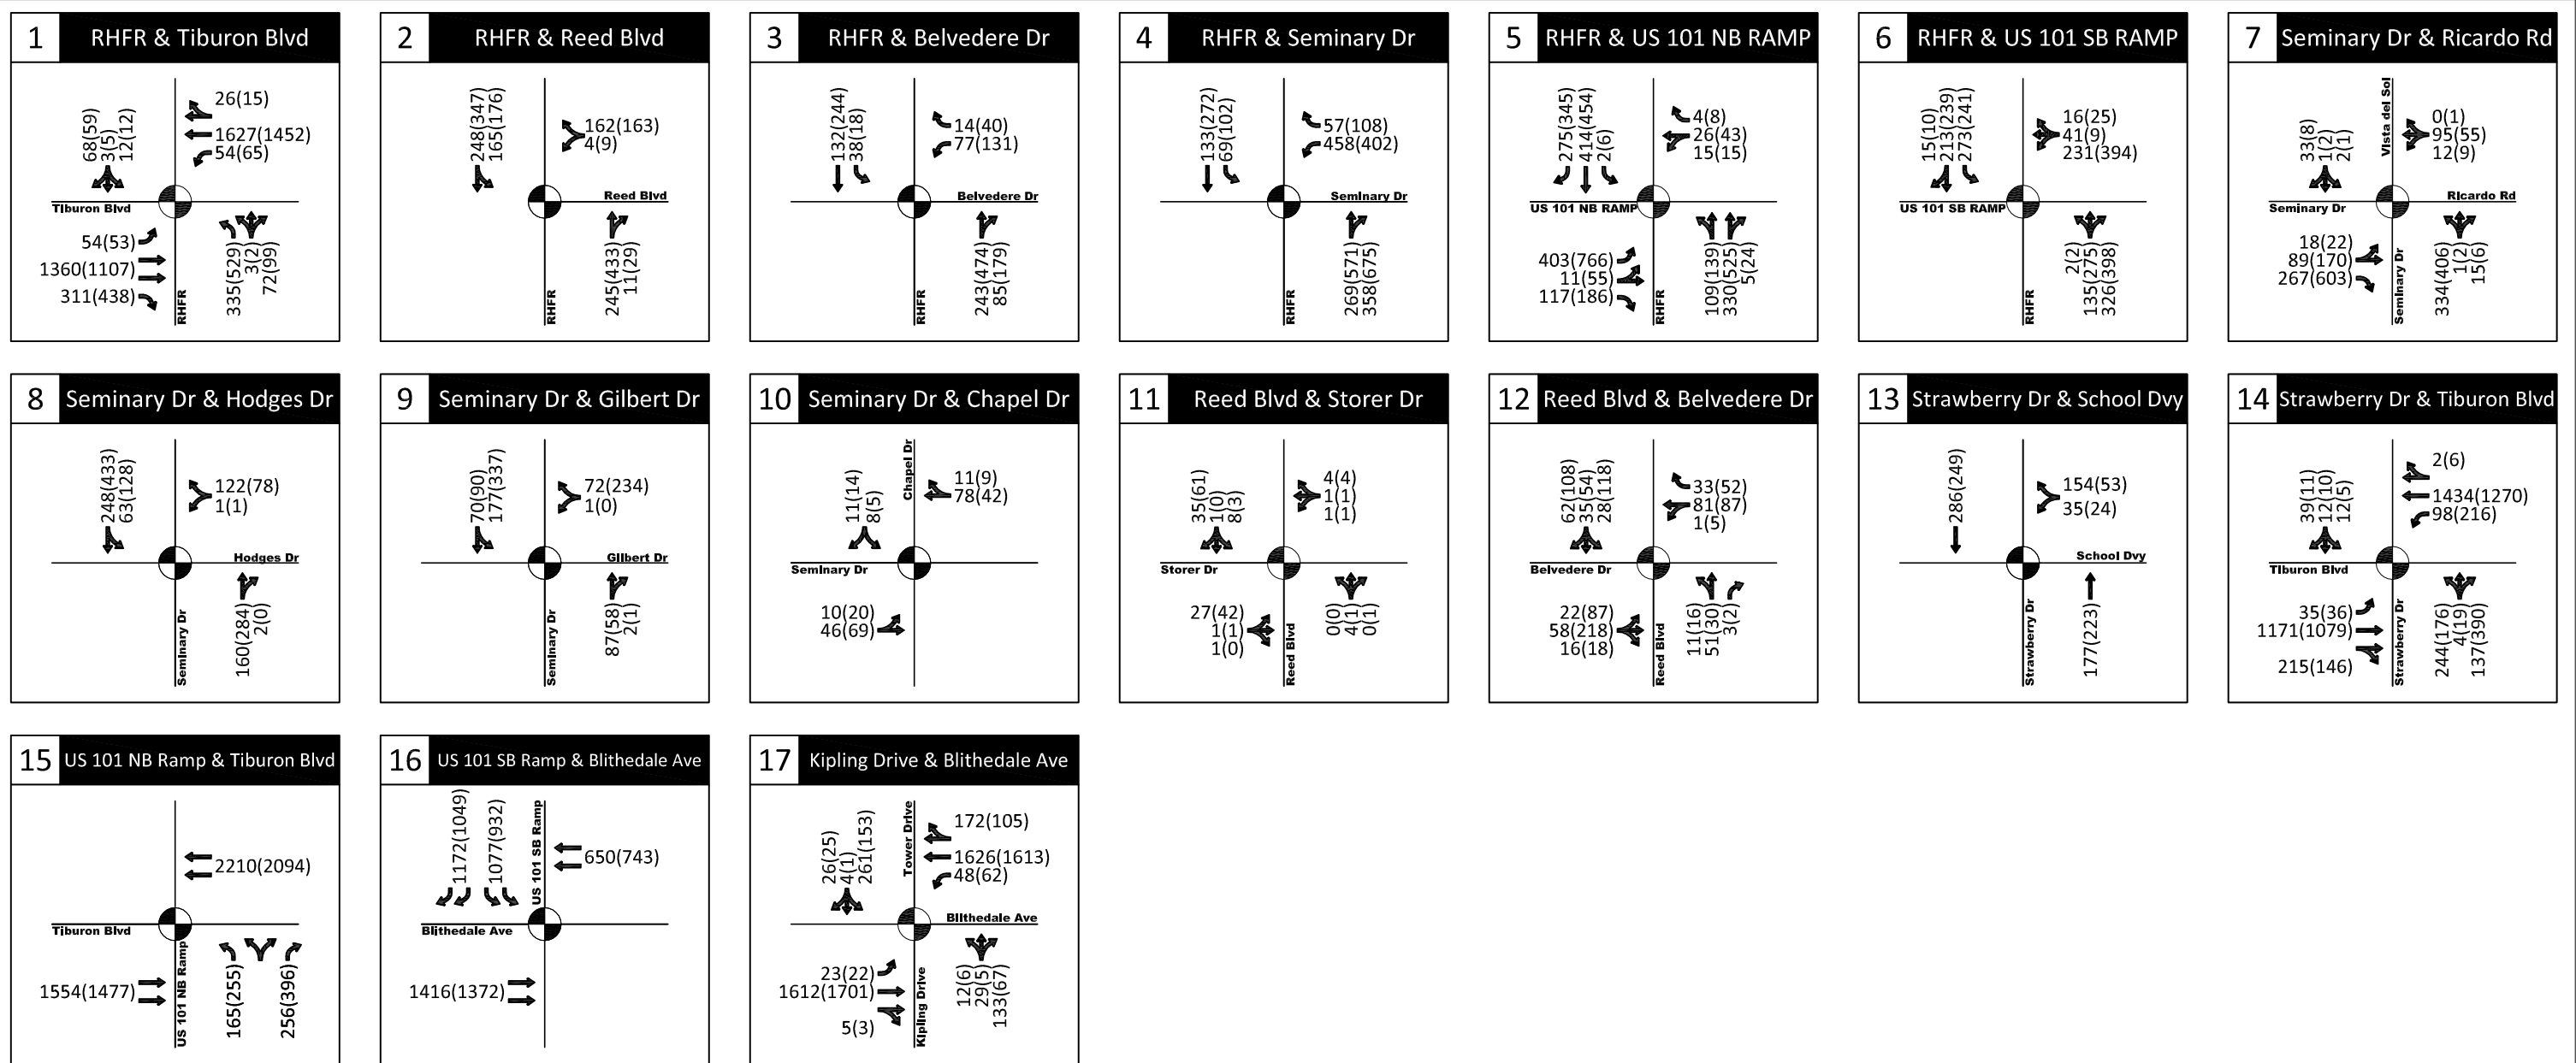 1 RHFR & Tiburon Blvd
68(59)
3(5)
12(12)
26(15)
1627(1452)
54(65)
Tiburon Blvd
54(53)
1360(1107)
311(438)
RHFR
335(529)
3(2)
72(99)
2 RHFR & Reed Blvd
248(347)
165(176)
162(163)
4(9)
Reed Blvd
RHFR
245(433)
11(29)
3 RHFR & Belvedere Dr
132(244)
38(18)
14(40)
77(131)
Belvedere Dr
RHFR
243(474)
85(179)
4 RHFR & Seminary Dr
133(272)
69(102)
57(108)
458(402)
Seminary Dr
RHFR
269(571)
358(675)
5 RHFR & US 101 NB RAMP
275(345)
414(454)
2(6)
4(8)
26(43)
15(15)
US 101 NB RAMP
403(766)
11(55)
117(186)
RHFR
109(139)
330(525)
5(24)
6 RHFR & US 101 SB RAMP
15(10)
213(239)
273(241)
16(25)
41(9)
231(394)
US 101 SB RAMP
RHFR
2(2)
135(275)
326(398)
7 Seminary Dr & Ricardo Rd
33(8)
1(2)
2(1)
Vista del Sol
0(1)
95(55)
12(9)
Ricardo Rd
Seminary Dr
18(22)
89(170)
267(603)
Seminary Dr
334(406)
1(2)
15(6)
8 Seminary Dr & Hodges Dr
248(433)
63(128)
122(78)
1(1)
Hodges Dr
Seminary Dr
160(284)
2(0)
9 Seminary Dr & Gilbert Dr
70(90)
177(337)
72(234)
1(0)
Gilbert Dr
Seminary Dr
87(58)
2(1)
10 Seminary Dr & Chapel Dr
11(14)
8(5)
Chapel Dr
11(9)
78(42)
Seminary Dr
10(20)
46(69)
11 Reed Blvd & Storer Dr
35(61)
1(0)
8(3)
4(4)
1(1)
1(1)
Storer Dr
27(42)
1(1)
1(0)
Reed Blvd
0(0)
4(1)
0(1)
12 Reed Blvd & Belvedere Dr
62(108)
35(54)
28(118)
33(52)
81(87)
1(5)
Belvedere Dr
22(87)
58(218)
16(18)
Reed Blvd
11(16)
51(30)
3(2)
13 Strawberry Dr & School Dvy
286(249)
154(53)
35(24)
School Dvy
Strawberry Dr
177(223)
14 Strawberry Dr & Tiburon Blvd
39(11)
12(10)
12(5)
2(6)
1434(1270)
98(216)
Tiburon Blvd
35(36)
1171(1079)
215(146)
Strawberry Dr
244(176)
4(19)
137(390)
15 US 101 NB Ramp & Tiburon Blvd
2210(2094)
Tiburon Blvd
1554(1477)
US 101 NB Ramp
165(255)
256(396)
16 US 101 SB Ramp & Blithedale Ave
1172(1049)
1077(932)
US 101 SB Ramp
650(743)
Blithedale Ave
1416(1372)
17 Kipling Drive & Blithedale Ave
26(25)
4(1)
261(153)
Tower Drive
172(105)
1626(1613)
48(62)
Blithedale Ave
23(22)
1612(1701)
5(3)
Kipling Drive
12(6)
29(5)
133(67)